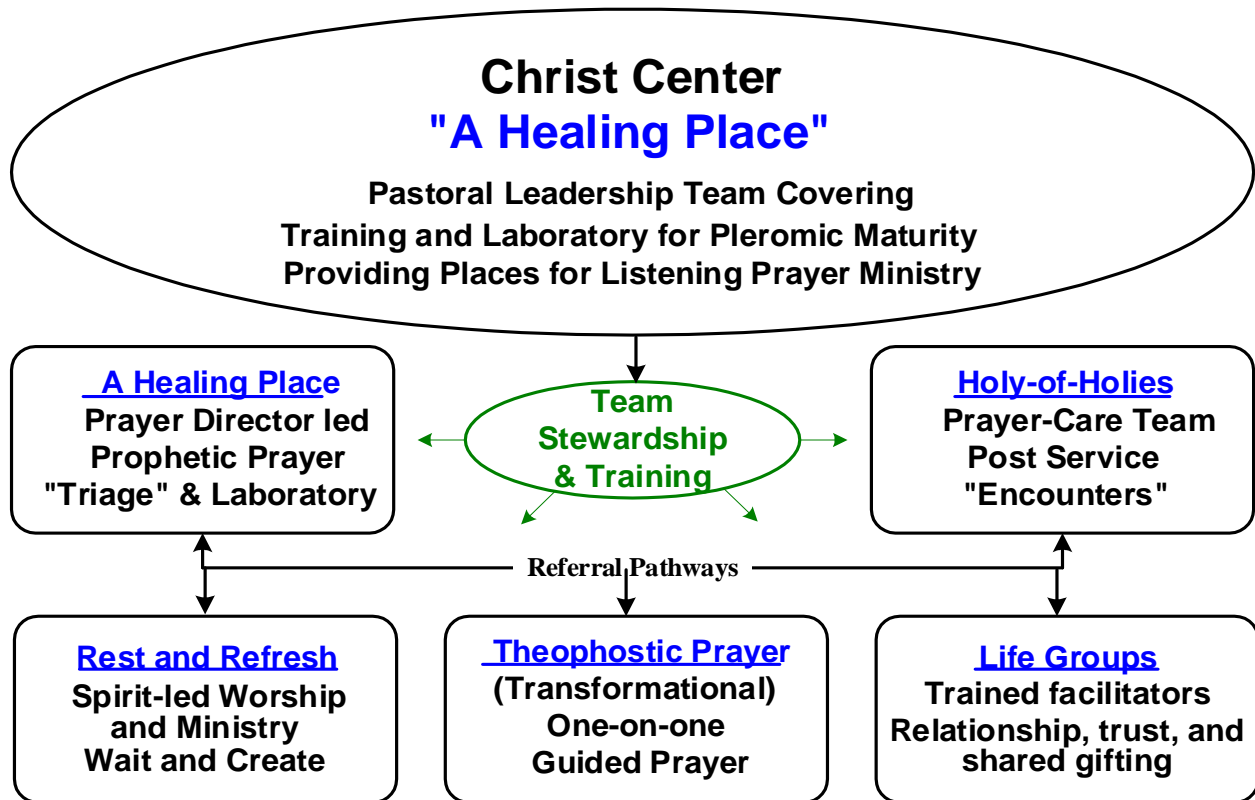 Christ Center
"A Healing Place"
Pastoral Leadership Team Covering
Training and Laboratory for Pleromic Maturity
Providing Places for Listening Prayer Ministry
A Healing Place
Prayer Director led
Prophetic Prayer
"Triage" & Laboratory
Team
Stewardship
& Training
Holy-of-Holies
Prayer-Care Team
Post Service
"Encounters"
Referral Pathways
Rest and Refresh
Spirit-led Worship
and Ministry
Wait and Create
Theophostic Prayer
(Transformational)
One-on-one
Guided Prayer
Life Groups
Trained facilitators
Relationship, trust, and
shared gifting